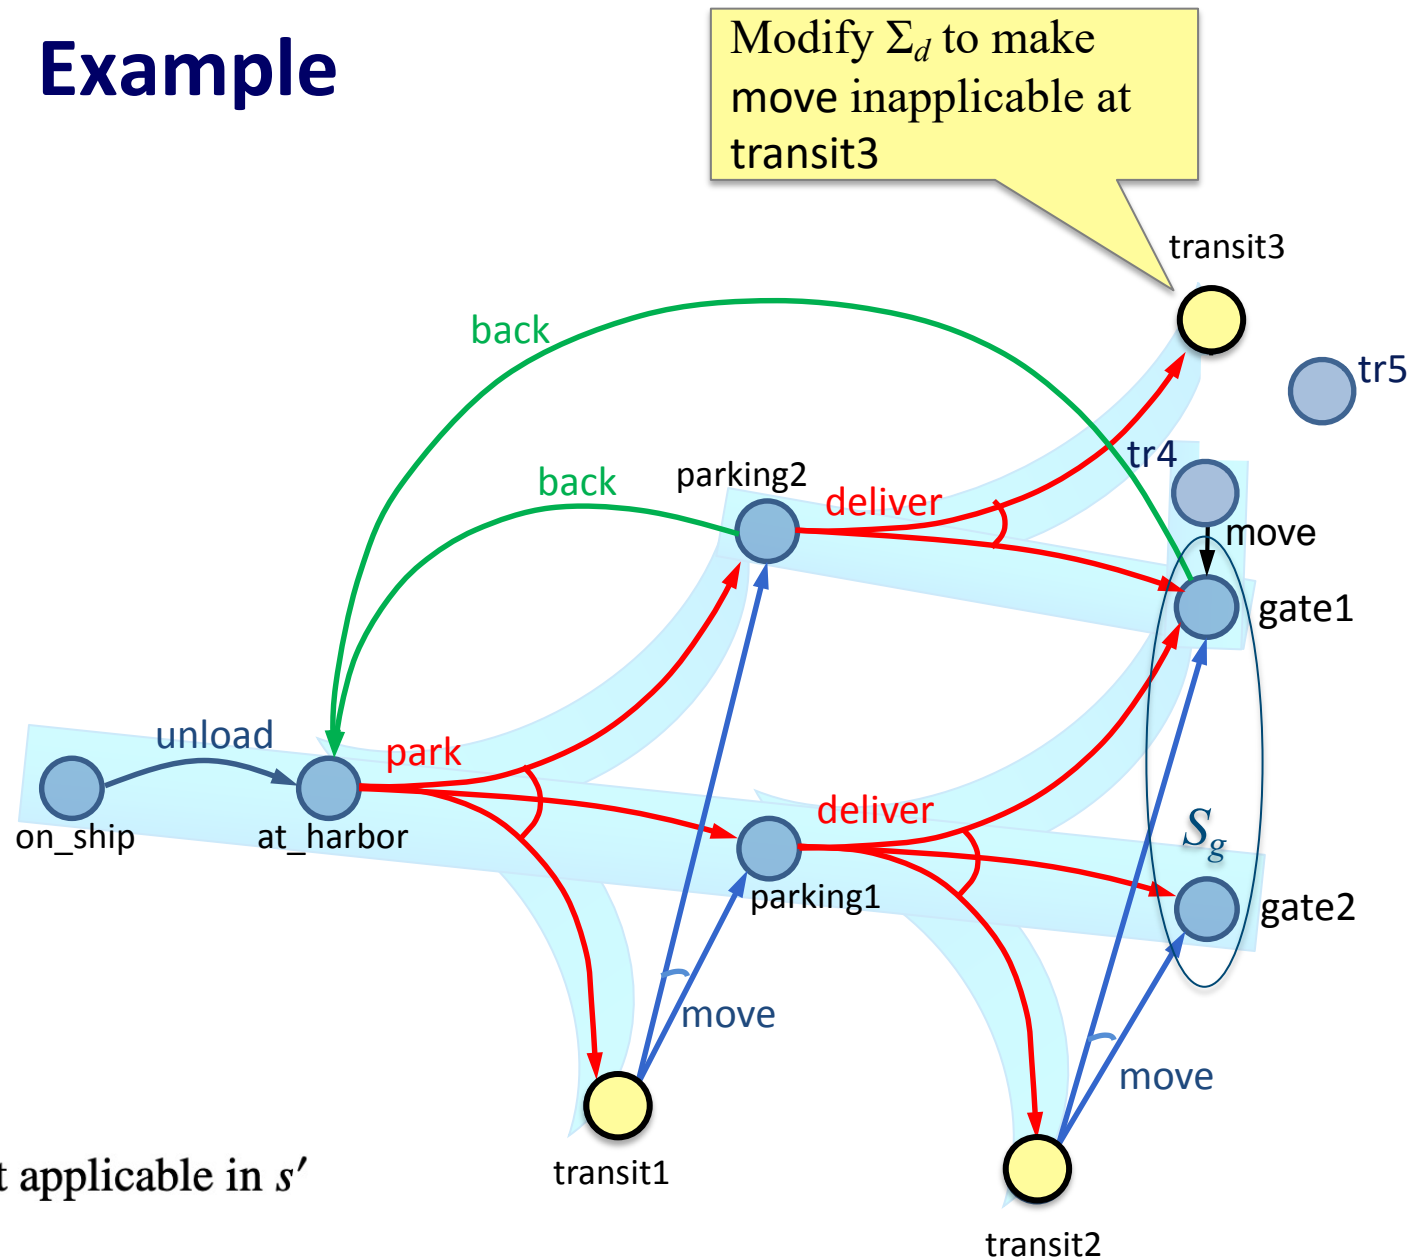 Example
Modify Σd to make
move inapplicable at
transit3
transit3
back
tr5
tr4
parking2
back
deliver
move
gate1
unload
park
deliver
Sg
on_ship
at_harbor
parking1
gate2
move
move
transit1
t applicable in s′
transit2